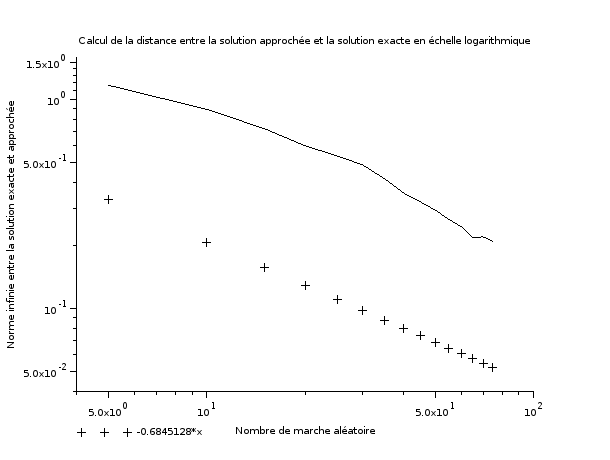 Calcul de la distance entre la solution approchée et la solution exacte en échelle logarithmique
Norme infinie entre la solution exacte et approchée
1.5x10^0
10^0
5.0x10^-1
10^-1
5.0x10^-2
5.0x10^0
10^1
5.0x10^1
10^2
Nombre de marche aléatoire
-0.6845128*x